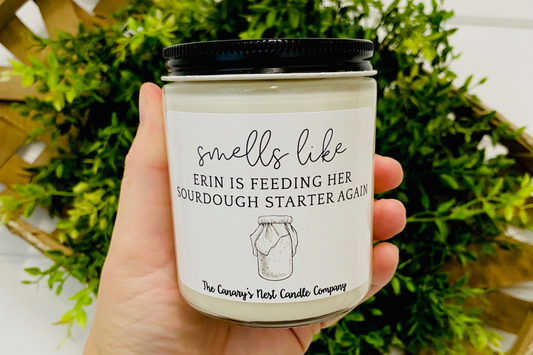 smells like
ERIN IS FEEDING HER
SOURDOUGH STARTER AGAIN
The Canary's Nest Candle Company